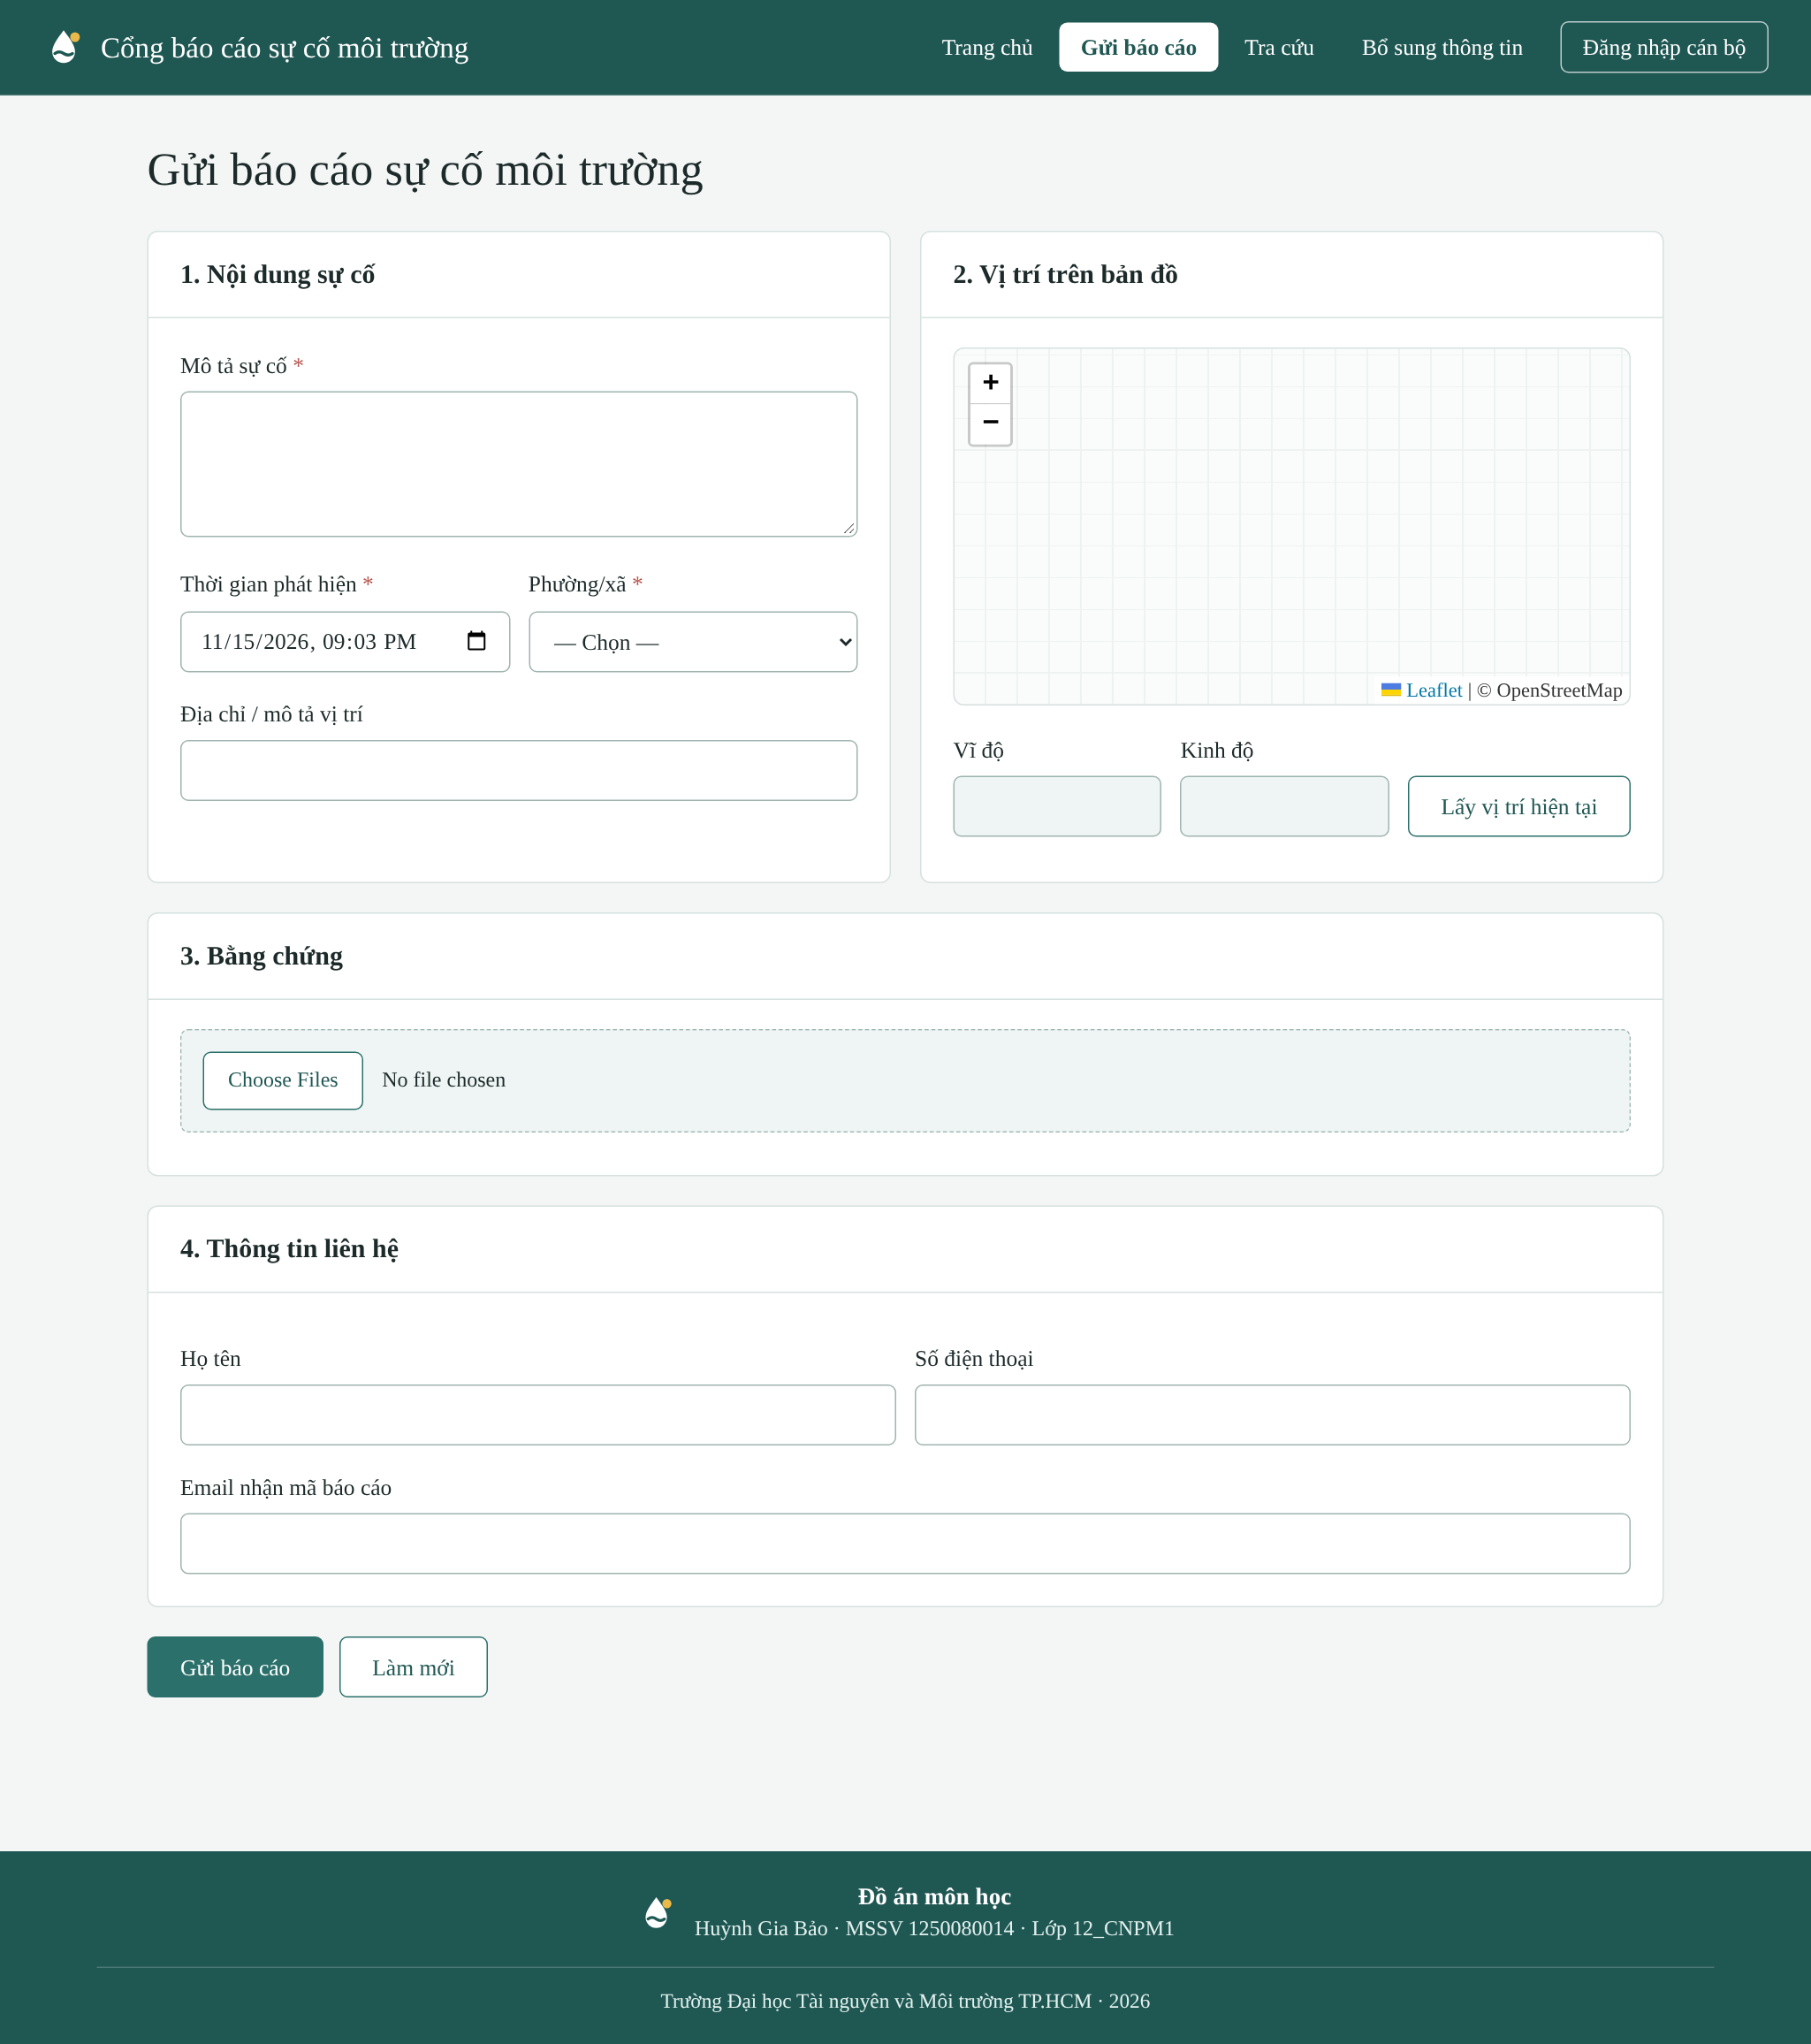 Cổng báo cáo sự cố môi trường
Trang chủ
Gửi báo cáo
Tra cứu
Bổ sung thông tin
Đăng nhập cán bộ
Gửi báo cáo sự cố môi trường
1. Nội dung sự cố
Mô tả sự cố *
Thời gian phát hiện *
Phường/xã *
11/15/2026, 09:03 PM
— Chọn —
Địa chỉ / mô tả vị trí
2. Vị trí trên bản đồ
+
−
Leaflet | © OpenStreetMap
Vĩ độ
Kinh độ
Lấy vị trí hiện tại
3. Bằng chứng
Choose Files
No file chosen
4. Thông tin liên hệ
Họ tên
Số điện thoại
Email nhận mã báo cáo
Gửi báo cáo
Làm mới
Đồ án môn học
Huỳnh Gia Bảo · MSSV 1250080014 · Lớp 12_CNPM1
Trường Đại học Tài nguyên và Môi trường TP.HCM · 2026